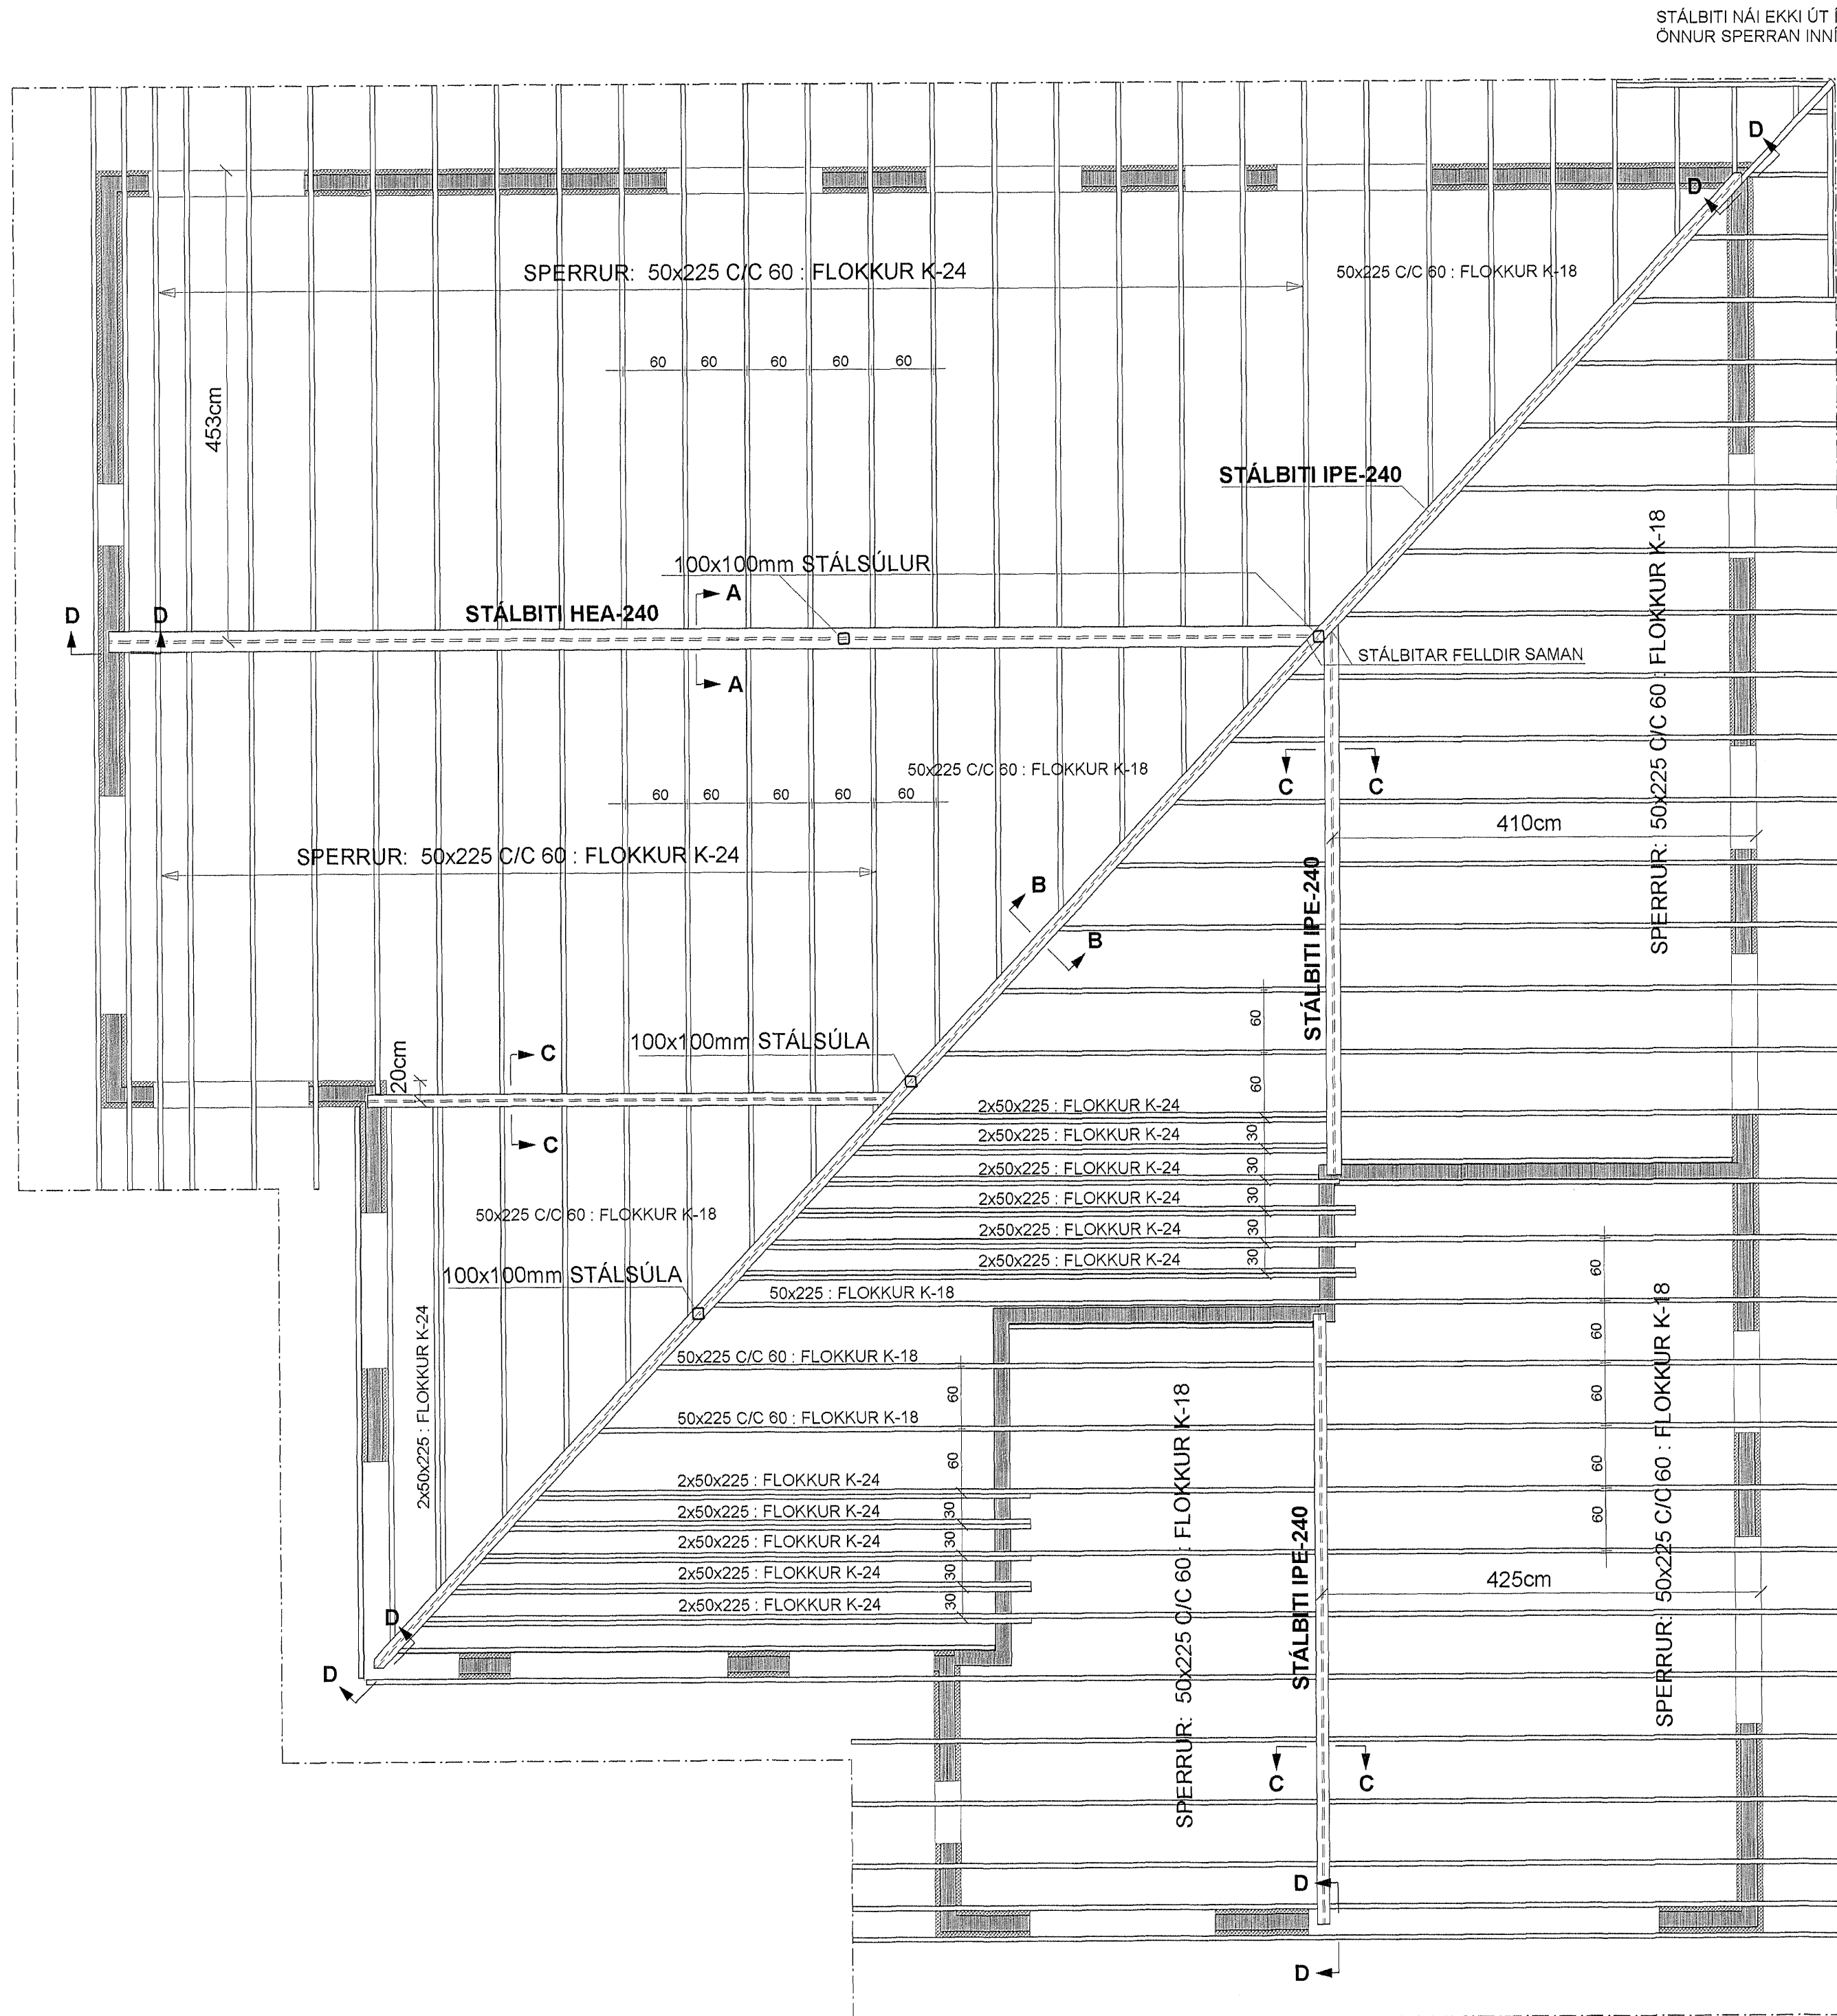 STÁLBITI NÁI EKKI ÚT
ÖNNUR SPERRAN INNÍ
D
D
SPERRUR: 50x225 C/C 60 : FLOKKUR K-24
50x225 C/C 60 : FLOKKUR K-18
60 60 60 60 60
453cm
STÁLBITI IPE-240
SPERRUR: 50x225 C/C 60 : FLOKKUR K-18
100x100mm STÁLSÚLUR
A
D
D
STÁLBITI HEA-240
STÁLBITAR FELLDIR SAMAN
A
50x225 C/C 60 : FLOKKUR K-18
C
C
60 60 60 60 60
410cm
SPERRUR: 50x225 C/C 60 : FLOKKUR K-24
STÁLBITI IPE-240
B
B
60
100x100mm STÁLSÚLA
C
20cm
60
2x50x225 : FLOKKUR K-24
2x50x225 : FLOKKUR K-24
30
C
2x50x225 : FLOKKUR K-24
30
2x50x225 : FLOKKUR K-24
30
50x225 C/C 60 : FLOKKUR K-18
2x50x225 : FLOKKUR K-24
30
2x50x225 : FLOKKUR K-24
30
60
100x100mm STÁLSÚLA
50x225 : FLOKKUR K-18
SPERRUR: 50x225 C/C 60 : FLOKKUR K-18
60
2x50x225 : FLOKKUR K-24
50x225 C/C 60 : FLOKKUR K-18
60
60
50x225 C/C 60 : FLOKKUR K-18
60
60
SPERRUR: 50x225 C/C 60 : FLOKKUR K-18
2x50x225 : FLOKKUR K-24
60
2x50x225 : FLOKKUR K-24
30
2x50x225 : FLOKKUR K-24
30
2x50x225 : FLOKKUR K-24
30
2x50x225 : FLOKKUR K-24
30
STÁLBITI IPE-240
425cm
D
D
C
C
D
D